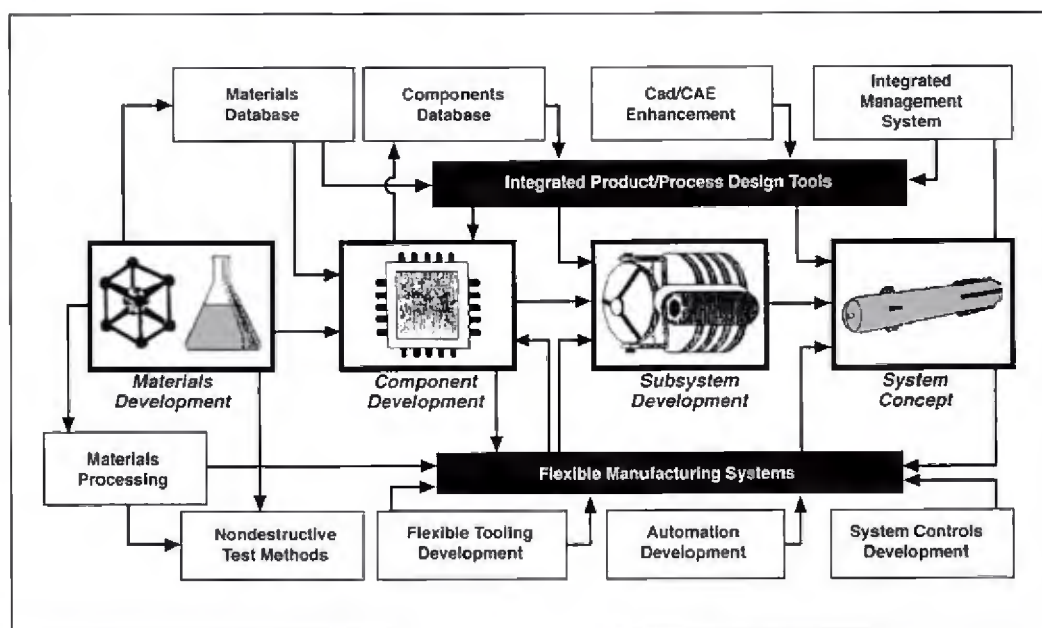 Materials
Database
Components
Database
Cad/CAE
Enhancement
Integrated
Management
System
Integrated Product/Process Design Tools
Materials
Development
Component
Development
Subsystem
Development
System
Concept
Materials
Processing
Flexible Manufacturing Systems
Nondestructive
Test Methods
Flexible Tooling
Development
Automation
Development
System Controls
Development